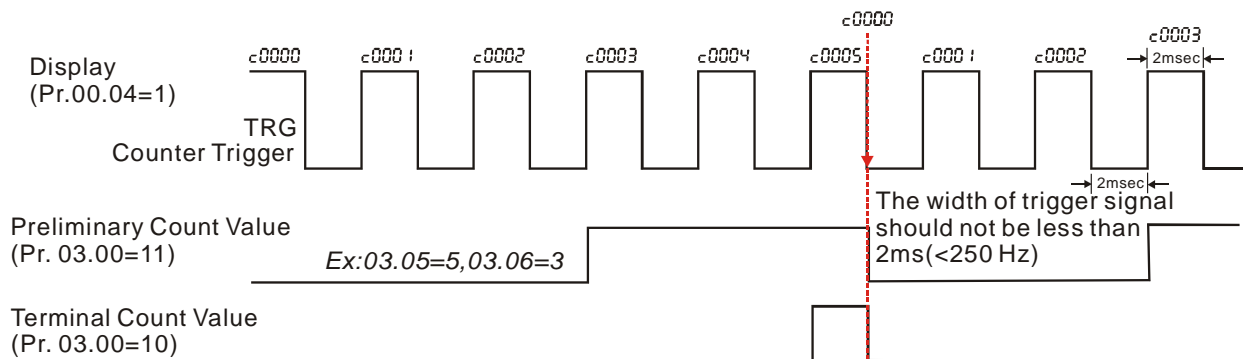 c0000
c0000 c0001 c0002 c0003 c0004 c0005 c0001 c0002 c0003
Display
(Pr.00.04=1)
2msec
TRG
Counter Trigger
2msec
Preliminary Count Value
(Pr. 03.00=11)
Ex:03.05=5,03.06=3
The width of trigger signal
should not be less than
2ms(<250 Hz)
Terminal Count Value
(Pr. 03.00=10)